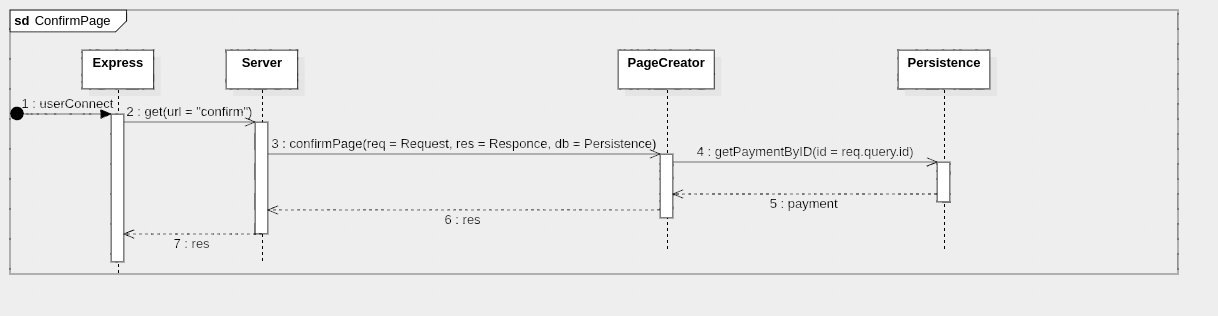 sd ConfirmPage
Express
Server
PageCreator
Persistence
1 : userConnect
2 : get(url = "confirm")
3 : confirmPage(req = Request, res = Responce, db = Persistence)
4 : getPaymentByID(id = req.query.id)
5 : payment
6 : res
7 : res